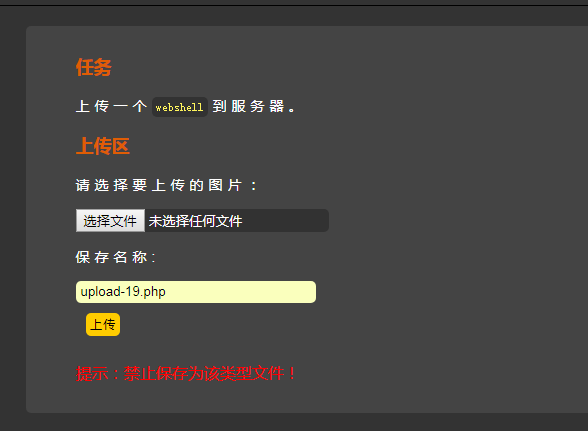 任务
上传一个 webshell 到服务器。
上传区
请选择要上传的图片：
选择文件 未选择任何文件
保存名称:
upload-19.php
上传
提示：禁止保存为该类型文件！